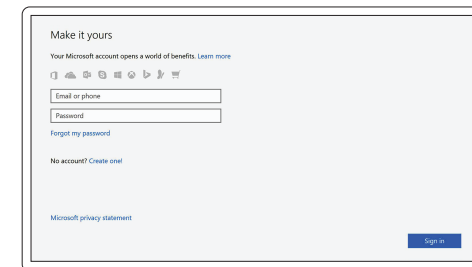 Make it yours
Your Microsoft account opens a world of benefits. Learn more
Email or phone
Password
Forgot my password
No account? Create one!
Microsoft privacy statement
Sign in